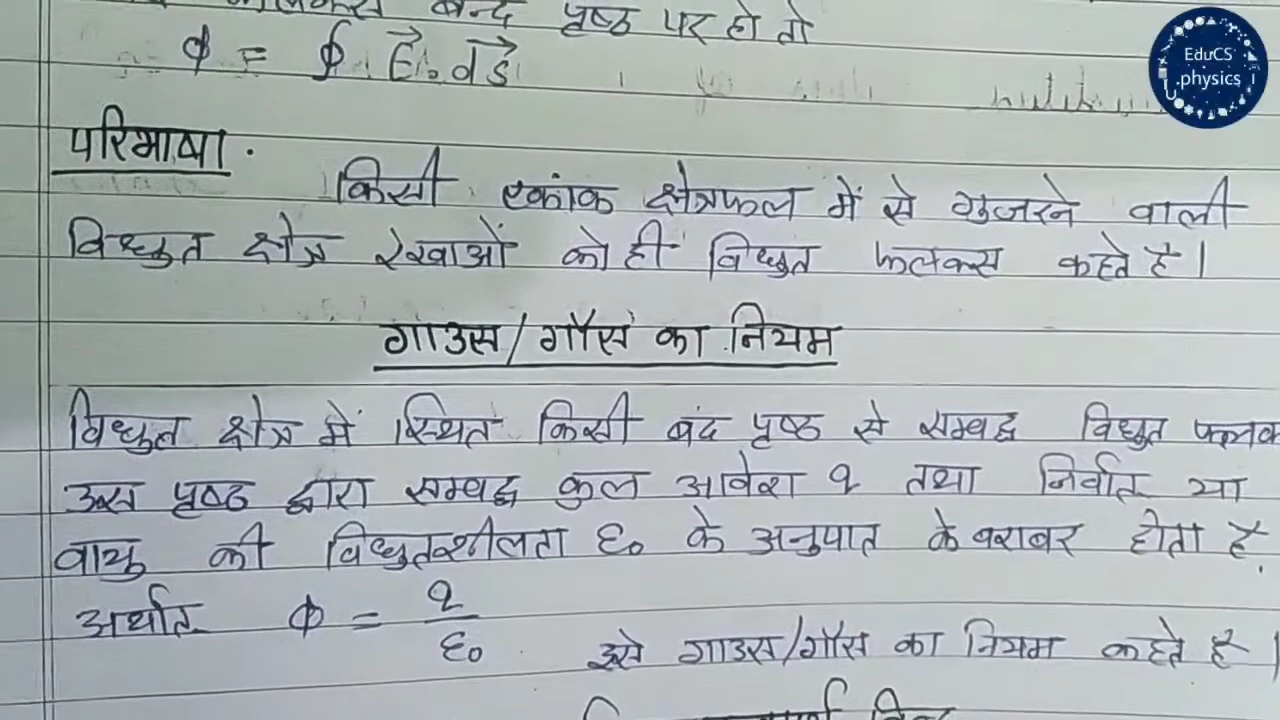 बन्द पृष्ठ पर हो तो
ϕ = ∮ E⃗.ds⃗
EduCS
physics
परिभाषा.
किसी एकांक क्षेत्रफल में से गुजरने वाली
विधुत क्षेत्र रेखाओं को ही विधुत फलक्स कहते है।
गाउस/गौस का नियम
विधुत क्षेत्र में स्थित किसी बंद पृष्ठ से सम्बद्ध विधुत फ्लक
उस पृष्ठ द्वारा सम्बद्ध कुल आवेश q तथा निर्वात या
वायु की विधुतशीलता ε₀ के अनुपात के बराबर होता है.
अर्थात ϕ = q/ε₀
इसे गाउस/गौस का नियम कहते है।